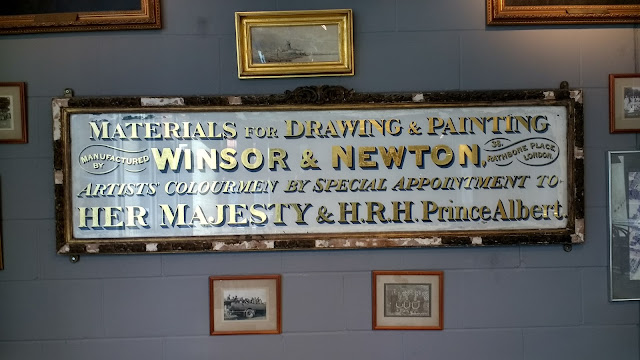 MATERIALS FOR DRAWING & PAINTING
MANUFACTURED BY WINSOR & NEWTON, 38, RATHBONE PLACE, LONDON.
ARTISTS COLOURMEN BY SPECIAL APPOINTMENT TO
HER MAJESTY & H.R.H. Prince Albert.